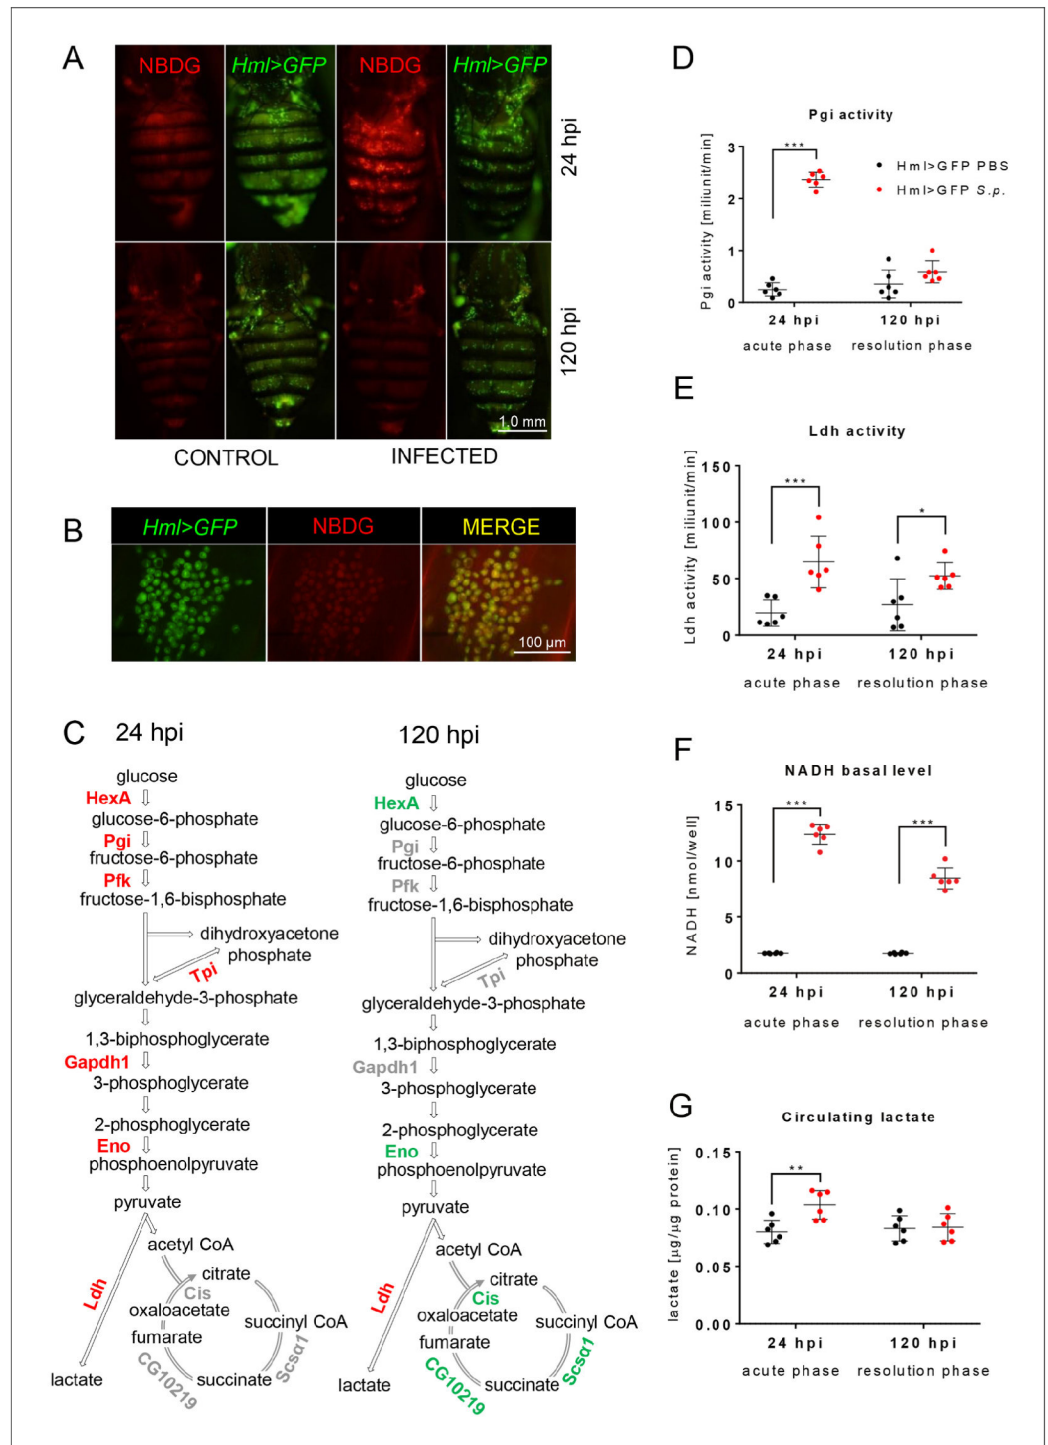 A
NBDG
Hml>GFP
NBDG
Hml>GFP
24 hpi
120 hpi
1.0 mm
CONTROL
INFECTED
B
Hml>GFP
NBDG
MERGE
100 µm
C
24 hpi
glucose
HexA
glucose-6-phosphate
Pgi
fructose-6-phosphate
Pfk
fructose-1,6-bisphosphate
dihydroxyacetone
phosphate
Tpi
glyceraldehyde-3-phosphate
1,3-biphosphoglycerate
Gapdh1
3-phosphoglycerate
2-phosphoglycerate
Eno
phosphoenolpyruvate
pyruvate
acetyl CoA
citrate
Cis
Ldh
oxaloacetate
succinyl CoA
fumarate
Scsα1
CG10219
succinate
lactate
120 hpi
glucose
HexA
glucose-6-phosphate
Pgi
fructose-6-phosphate
Pfk
fructose-1,6-bisphosphate
dihydroxyacetone
phosphate
Tpi
glyceraldehyde-3-phosphate
1,3-biphosphoglycerate
Gapdh1
3-phosphoglycerate
2-phosphoglycerate
Eno
phosphoenolpyruvate
pyruvate
acetyl CoA
citrate
Cis
Ldh
oxaloacetate
succinyl CoA
fumarate
Scsα1
CG10219
succinate
lactate
D
Pgi activity
Pgi activity [miliunit/min]
3
2
1
0
***
Hml>GFP PBS
Hml>GFP S.p.
24 hpi 120 hpi
acute phase resolution phase
E
Ldh activity
Ldh activity [miliunit/min]
150
100
50
0
***
*
24 hpi 120 hpi
acute phase resolution phase
F
NADH basal level
NADH [nmol/well]
15
10
5
0
***
***
24 hpi 120 hpi
acute phase resolution phase
G
Circulating lactate
lactate [µg/µg protein]
0.15
0.10
0.05
0.00
**
24 hpi 120 hpi
acute phase resolution phase